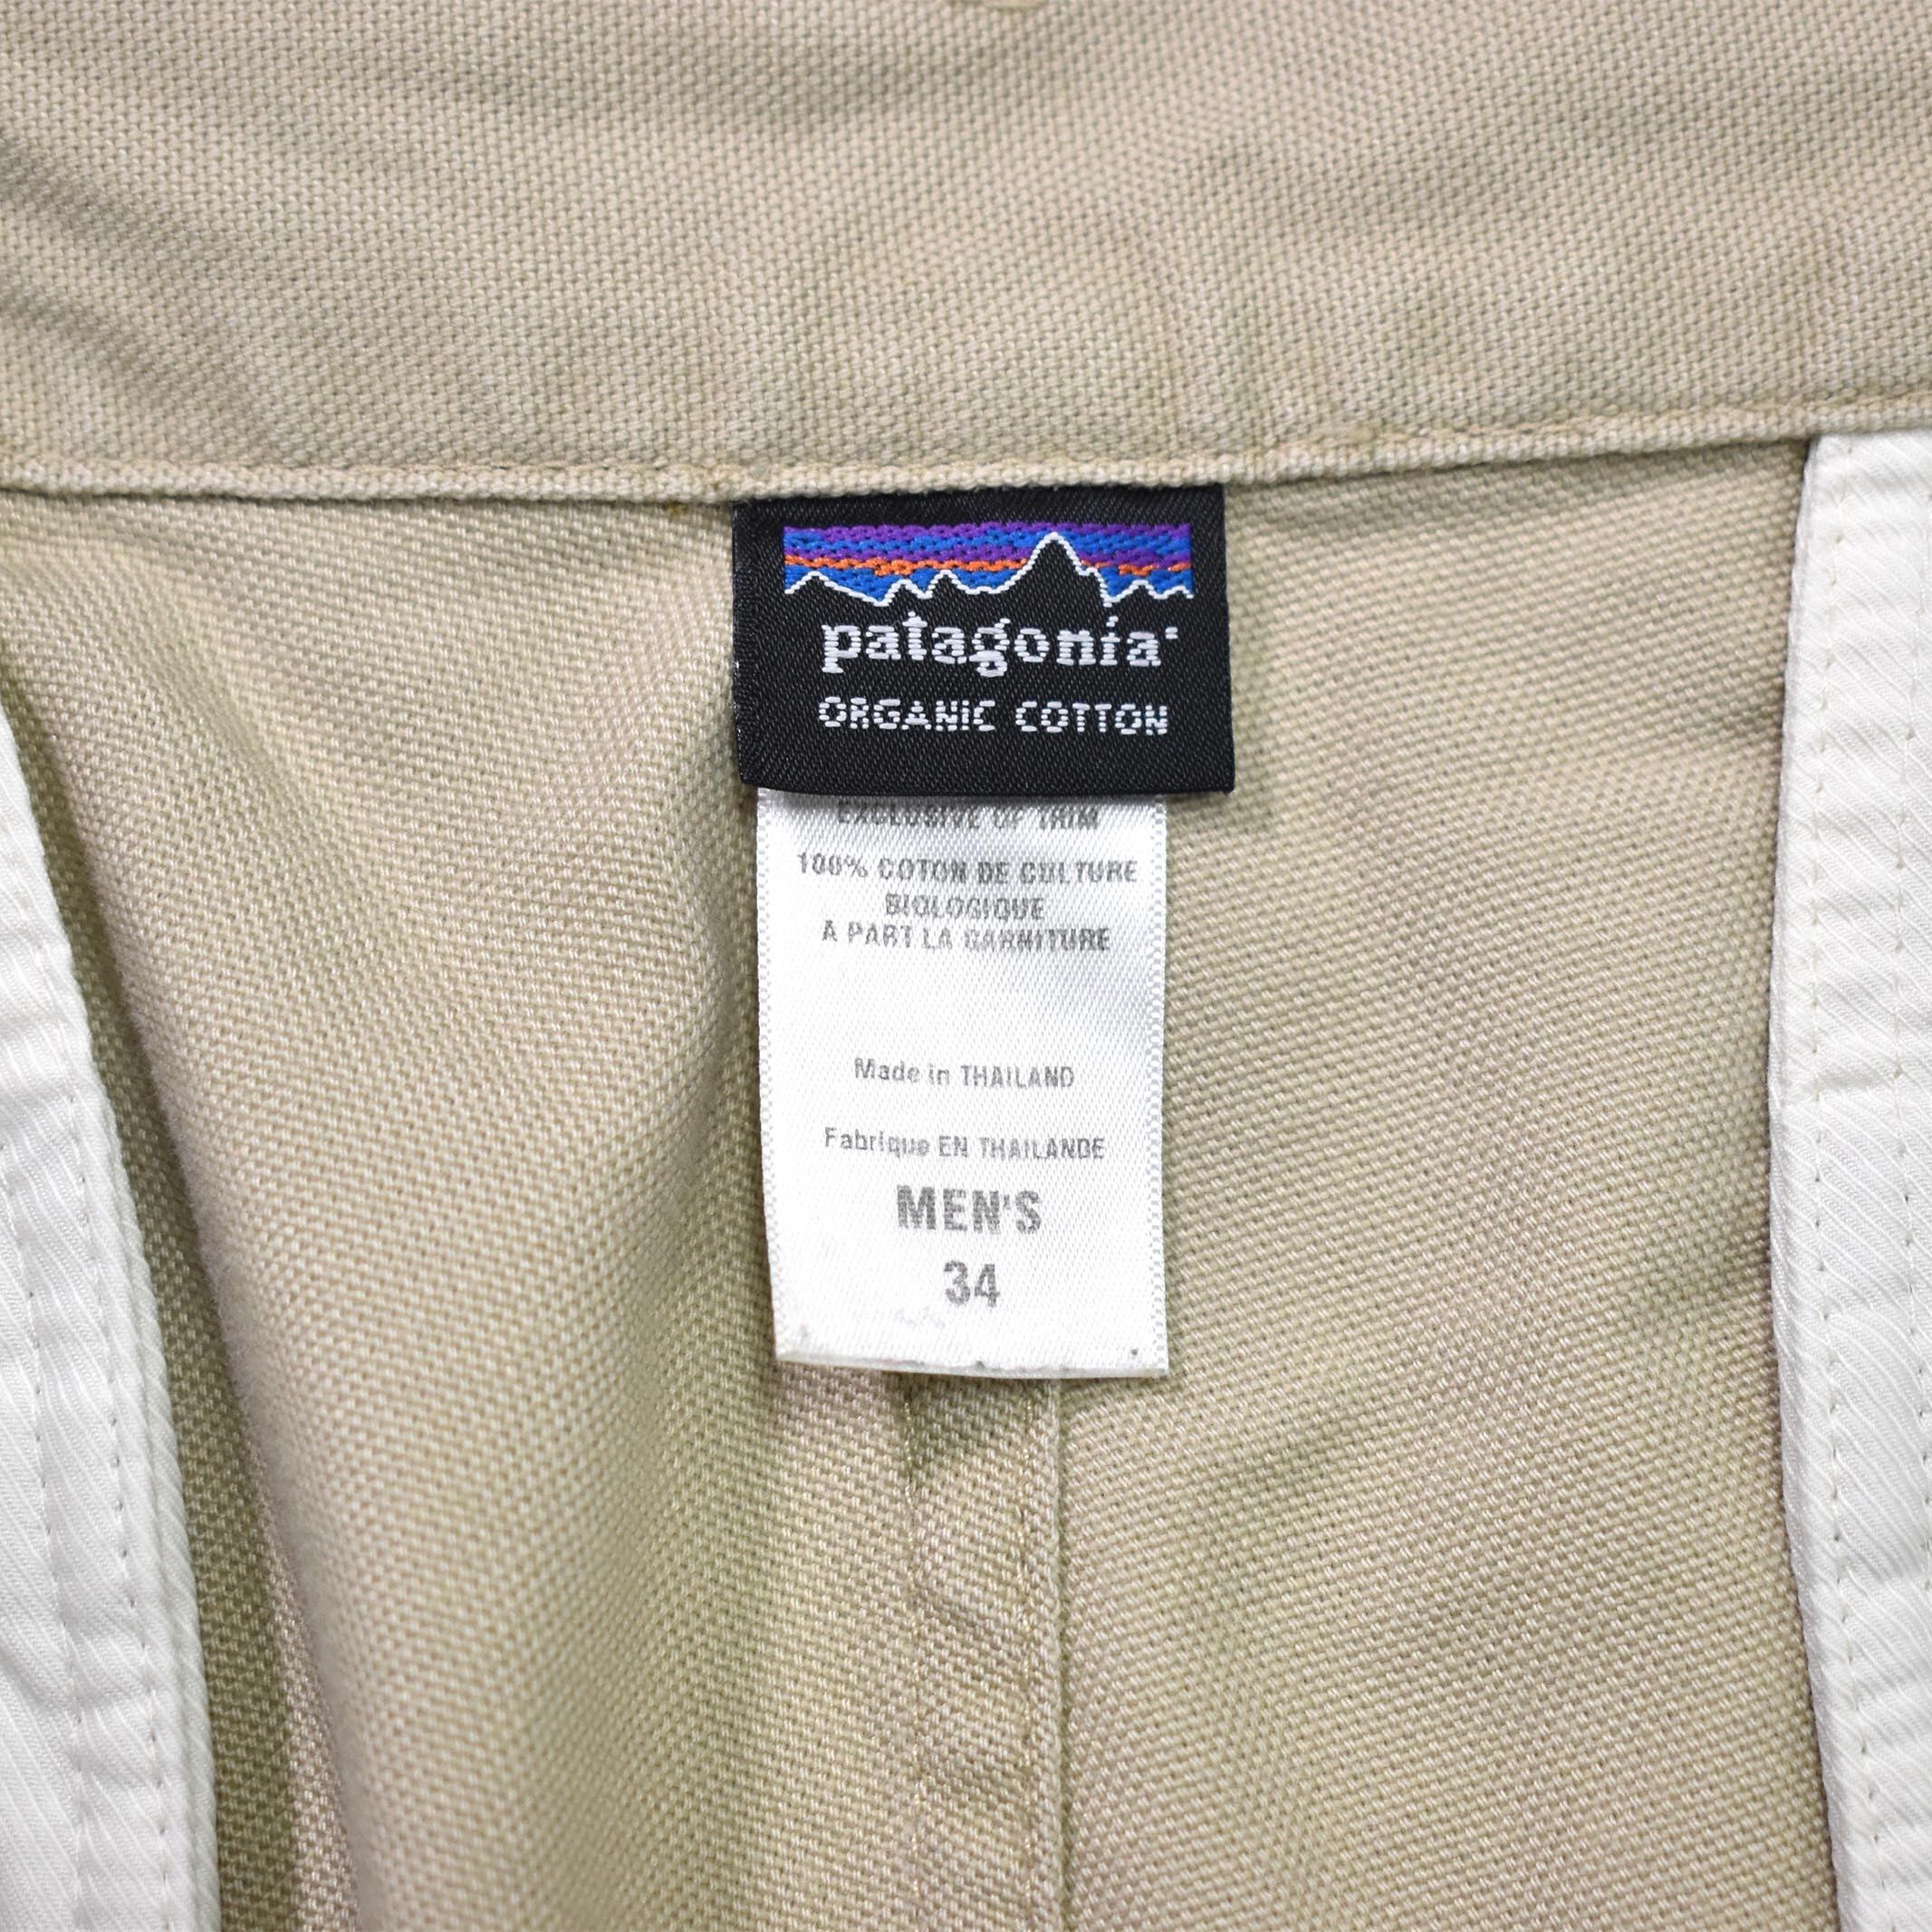 patagonia®
ORGANIC COTTON
EXCLUSIVE OF TRIM
100% COTON DE CULTURE
BIOLOGIQUE
À PART LA GARNITURE
Made in THAILAND
Fabrique EN THAILANDE
MEN'S
34